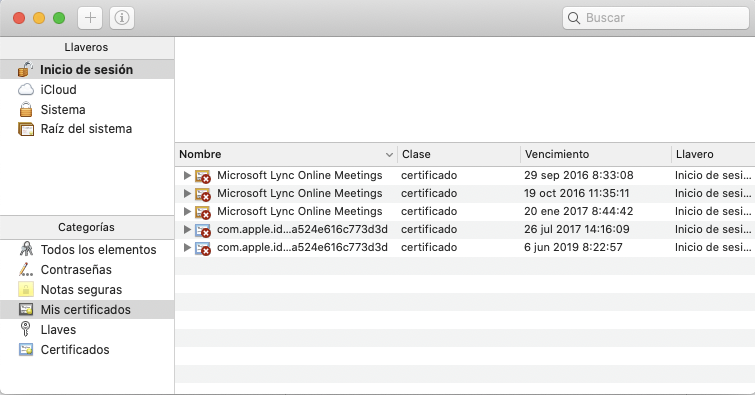 Buscar
Llaveros
Inicio de sesión
iCloud
Sistema
Raíz del sistema
Nombre Clase Vencimiento Llavero
Microsoft Lync Online Meetings certificado 29 sep 2016 8:33:08 Inicio de sesi...
Microsoft Lync Online Meetings certificado 19 oct 2016 11:35:11 Inicio de sesi...
Microsoft Lync Online Meetings certificado 20 ene 2017 8:44:42 Inicio de sesi...
com.apple.id...a524e616c773d3d certificado 26 jul 2017 14:16:09 Inicio de sesi...
com.apple.id...a524e616c773d3d certificado 6 jun 2019 8:22:57 Inicio de sesi...
Categorías
Todos los elementos
Contraseñas
Notas seguras
Mis certificados
Llaves
Certificados